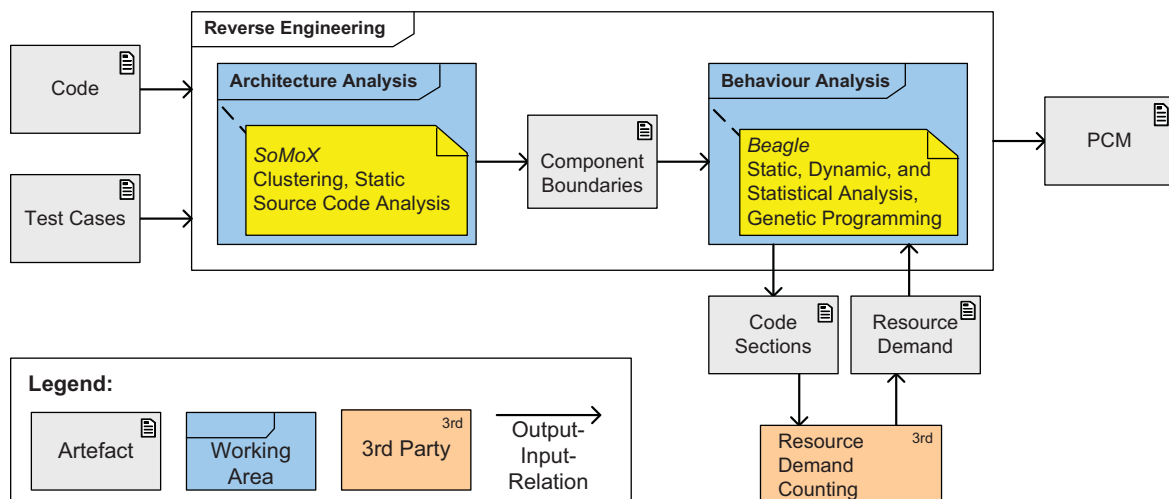 Reverse Engineering
Code
Test Cases
Architecture Analysis
SoMoX
Clustering, Static
Source Code Analysis
Component
Boundaries
Behaviour Analysis
Beagle
Static, Dynamic, and
Statistical Analysis,
Genetic Programming
PCM
Code
Sections
Resource
Demand
Resource
Demand
Counting
3rd
Legend:
Artefact
Working
Area
3rd
3rd Party
Output-
Input-
Relation